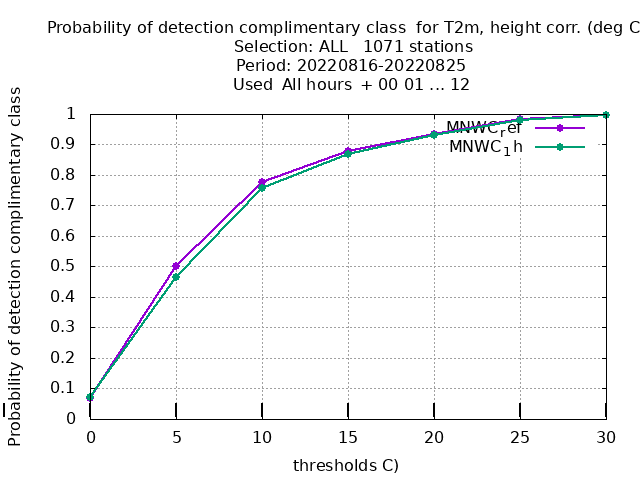 Probability of detection complimentary class for T2m, height corr. (deg C
Selection: ALL 1071 stations
Period: 20220816-20220825
Used All hours + 00 01 ... 12
Probability of detection complimentary class
1
0.9
0.8
0.7
0.6
0.5
0.4
0.3
0.2
0.1
0
MNWC_ref
MNWC_1h
0 5 10 15 20 25 30
thresholds C)